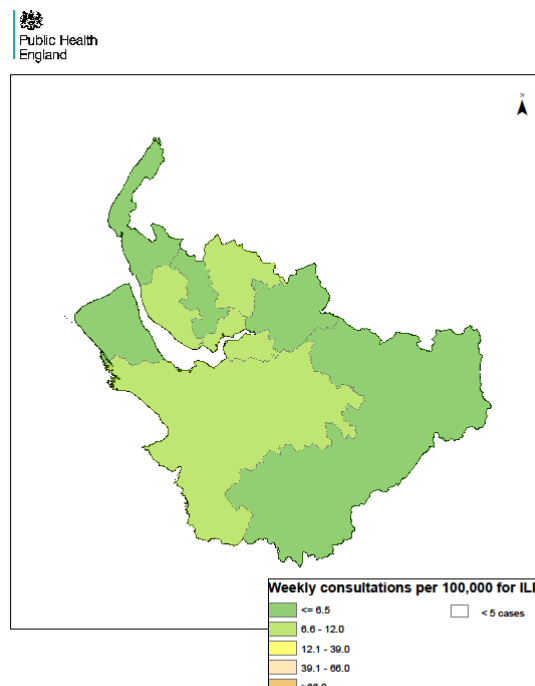 Public Health
England
N
Weekly consultations per 100,000 for ILI
<= 6.5
< 5 cases
6.6 - 12.0
12.1 - 39.0
39.1 - 66.0